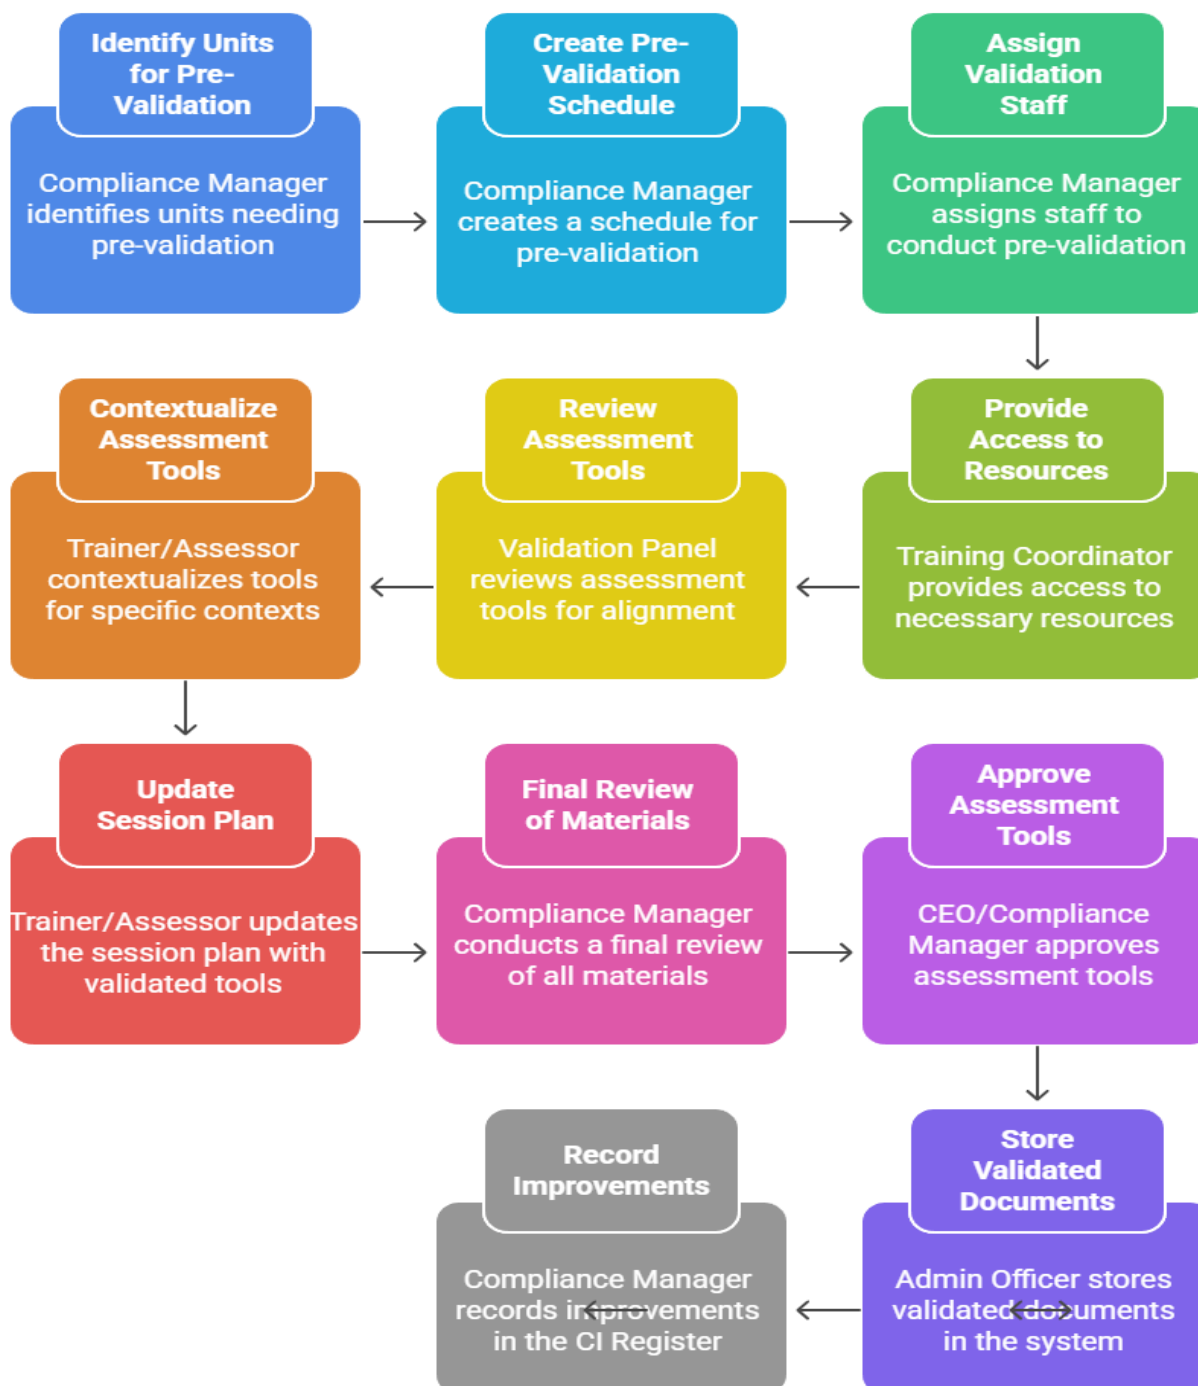 Identify Units
for Pre-
Validation
Compliance Manager
identifies units needing
pre-validation
Create Pre-
Validation
Schedule
Compliance Manager
creates a schedule for
pre-validation
Assign
Validation
Staff
Compliance Manager
assigns staff to
conduct pre-validation
Provide
Access to
Resources
Training Coordinator
provides access to
necessary resources
Review
Assessment
Tools
Validation Panel
reviews assessment
tools for alignment
Contextualize
Assessment
Tools
Trainer/Assessor
contextualizes tools
for specific contexts
Update
Session Plan
Trainer/Assessor updates
the session plan with
validated tools
Final Review
of Materials
Compliance Manager
conducts a final review
of all materials
Approve
Assessment
Tools
CEO/Compliance
Manager approves
assessment tools
Store
Validated
Documents
Admin Officer stores
validated documents
in the system
Record
Improvements
Compliance Manager
records improvements
in the CI Register